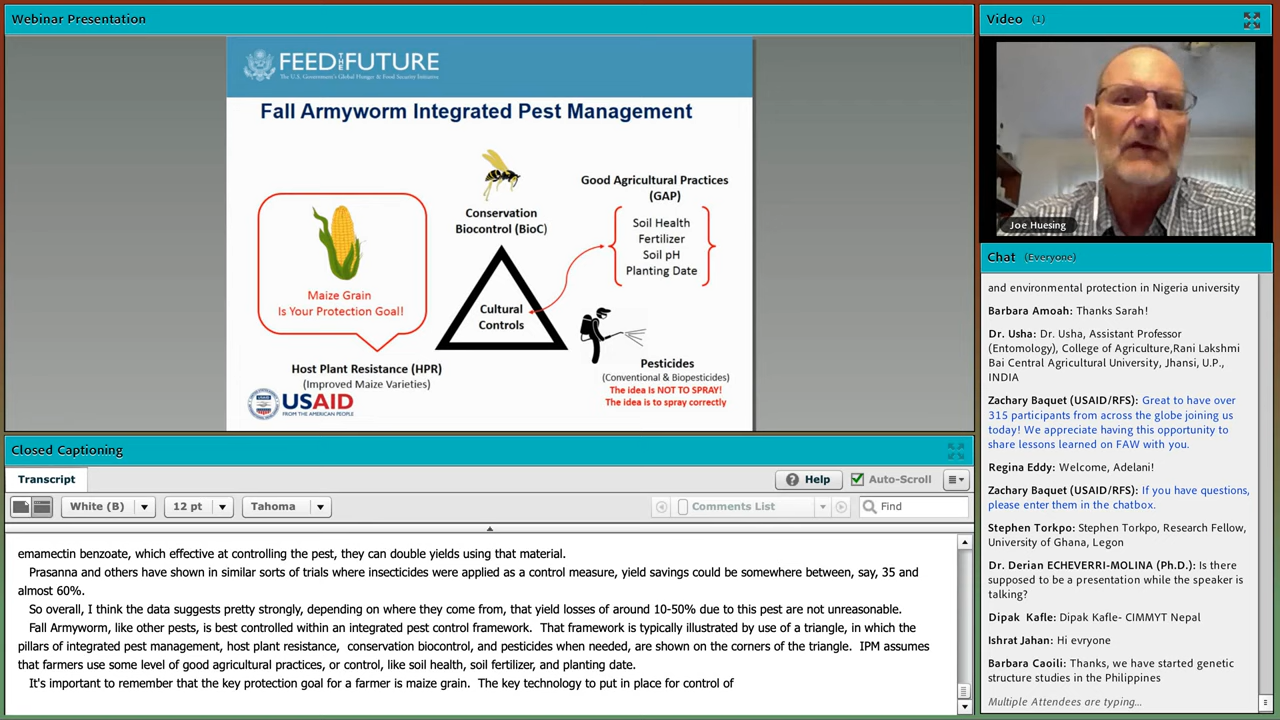 Webinar Presentation
FEED THE FUTURE
The U.S. Government's Global Hunger & Food Security Initiative
Fall Armyworm Integrated Pest Management
Conservation
Biocontrol (BioC)
Good Agricultural Practices
(GAP)
Soil Health
Fertilizer
Soil pH
Planting Date
Maize Grain
Is Your Protection Goal!
Cultural
Controls
Host Plant Resistance (HPR)
(Improved Maize Varieties)
Pesticides
(Conventional & Biopesticides)
The idea is NOT TO SPRAY!
The idea is to spray correctly
USAID
FROM THE AMERICAN PEOPLE
Closed Captioning
Transcript
Help
Auto-Scroll
White (B)
12 pt
Tahoma
Comments List
Find
emamectin benzoate, which effective at controlling the pest, they can double yields using that material.
Prasanna and others have shown in similar sorts of trials where insecticides were applied as a control measure, yield savings could be somewhere between, say, 35 and
almost 60%.
So overall, I think the data suggests pretty strongly, depending on where they come from, that yield losses of around 10-50% due to this pest are not unreasonable.
Fall Armyworm, like other pests, is best controlled within an integrated pest control framework. That framework is typically illustrated by use of a triangle, in which the
pillars of integrated pest management, host plant resistance, conservation biocontrol, and pesticides when needed, are shown on the corners of the triangle. IPM assumes
that farmers use some level of good agricultural practices, or control, like soil health, soil fertilizer, and planting date.
It's important to remember that the key protection goal for a farmer is maize grain. The key technology to put in place for control of
Video (1)
Joe Huesing
Chat (Everyone)
and environmental protection in Nigeria university
Barbara Amoah: Thanks Sarah!
Dr. Usha: Dr. Usha, Assistant Professor
(Entomology), College of Agriculture,Rani Lakshmi
Bai Central Agricultural University, Jhansi, U.P.,
INDIA
Zachary Baquet (USAID/RFS): Great to have over
315 participants from across the globe joining us
today! We appreciate having this opportunity to
share lessons learned on FAW with you.
Regina Eddy: Welcome, Adelani!
Zachary Baquet (USAID/RFS): If you have questions,
please enter them in the chatbox.
Stephen Torkpo: Stephen Torkpo, Research Fellow,
University of Ghana, Legon
Dr. Derian ECHEVERRI-MOLINA (Ph.D.): Is there
supposed to be a presentation while the speaker is
talking?
Dipak Kafle: Dipak Kafle- CIMMYT Nepal
Ishrat Jahan: Hi evryone
Barbara Caoili: Thanks, we have started genetic
structure studies in the Philippines
Multiple Attendees are typing...